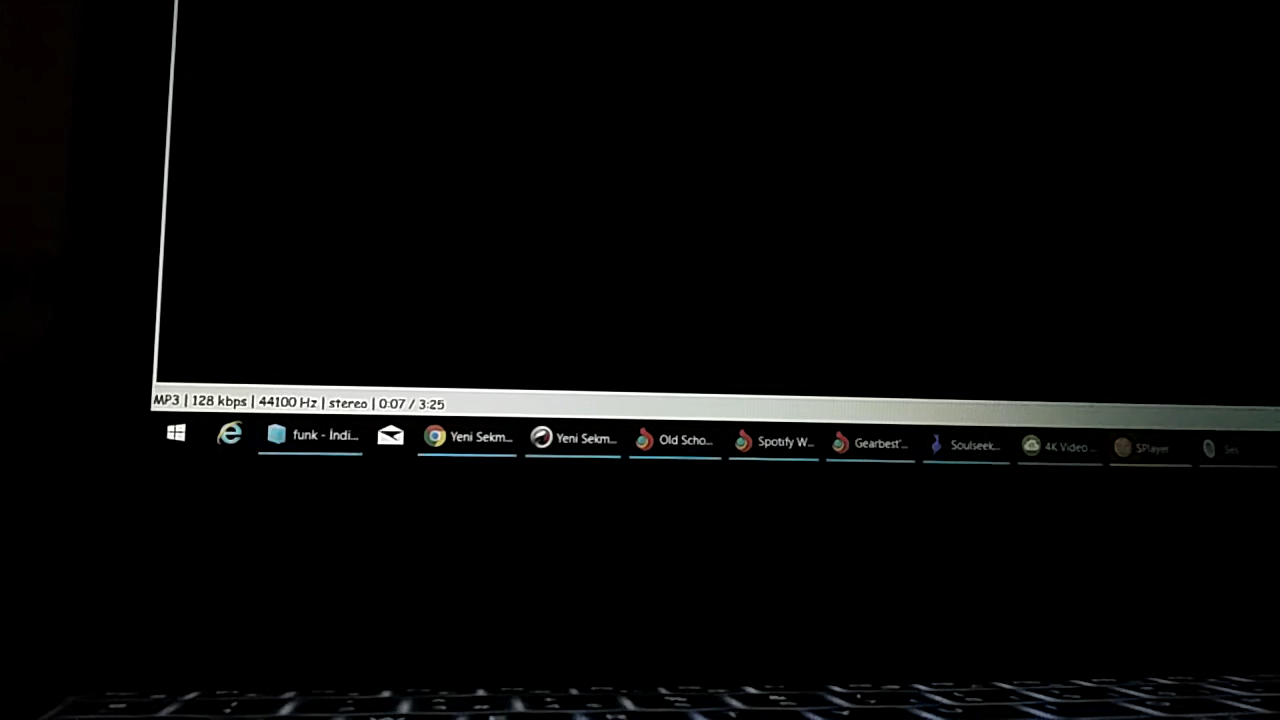 MP3 | 128 kbps | 44100 Hz | stereo | 0:07 / 3:25
funk - İndi... Yeni Sekm... Yeni Sekm... Old Scho... Spotify W... Gearbest'... Soulseek... 4K Video ... SPlayer Ses